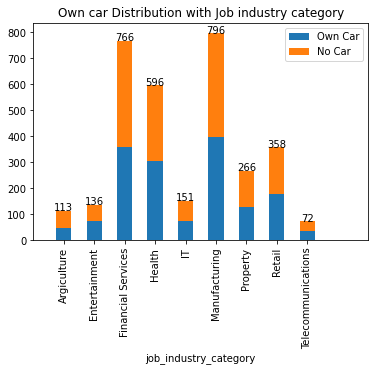 Own car Distribution with Job industry category
Own Car
No Car
800
700
600
500
400
300
200
100
0
113
136
766
596
151
796
266
358
72
Argiculture
Entertainment
Financial Services
Health
IT
Manufacturing
Property
Retail
Telecommunications
job_industry_category